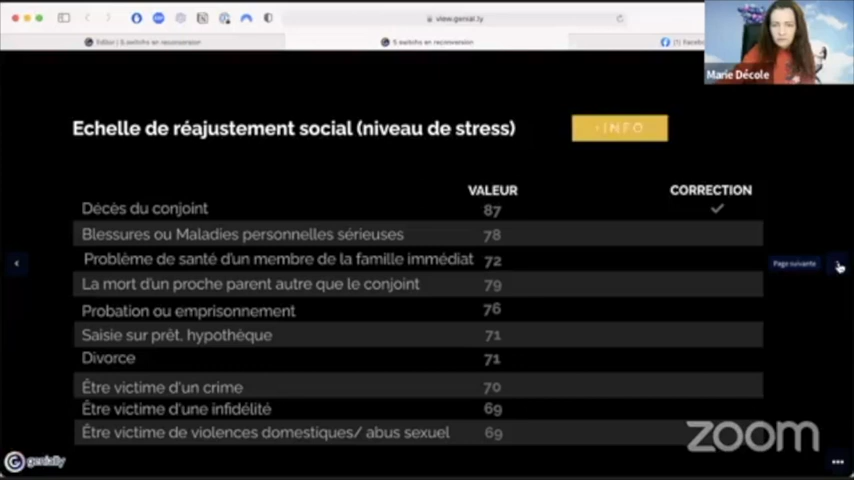 view.genial.ly
Editor | 5 switchs en reconversion
5 switchs en reconversion
(1) Facebook
Marie Décole
Echelle de réajustement social (niveau de stress)
+INFO
VALEUR
CORRECTION
Décès du conjoint 87 ✓
Blessures ou Maladies personnelles sérieuses 78
Problème de santé d'un membre de la famille immédiat 72
Page suivante
La mort d'un proche parent autre que le conjoint 79
Probation ou emprisonnement 76
Saisie sur prêt, hypothèque 71
Divorce 71
Être victime d'un crime 70
Être victime d'une infidélité 69
Être victime de violences domestiques/ abus sexuel 69
zoom
genially